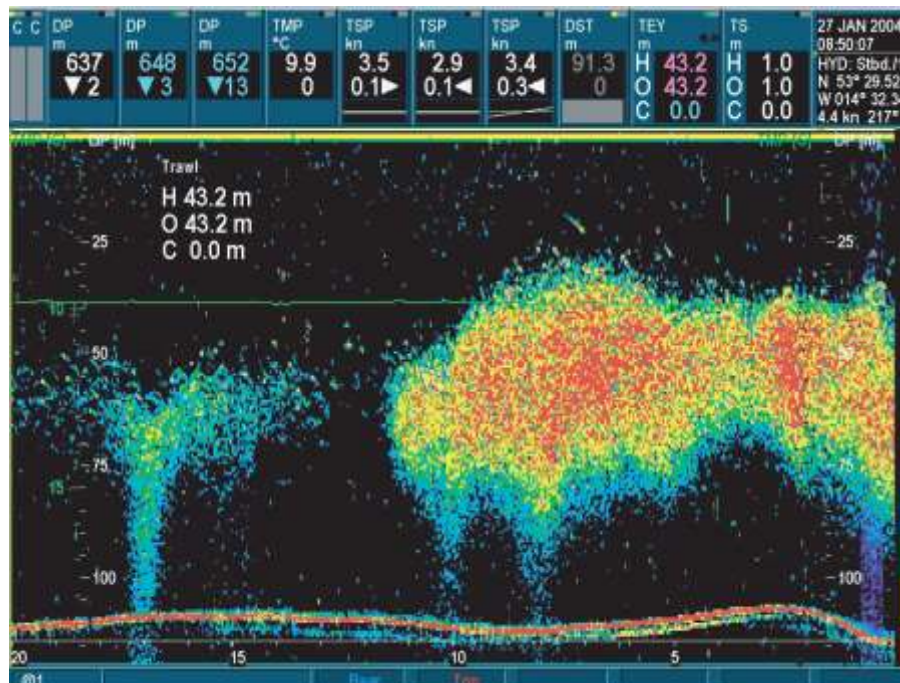 C C DP DP DP TMP TSP TSP TSP DST TEY TS 27 JAN 2004
m m m °C kn kn kn m m m 08:50:07
637 648 652 9.9 3.5 2.9 3.4 91.3 H 43.2 H 1.0 HYD: Stbd./
▼2 ▼3 ▼13 0 0.1► 0.1◄ 0.3◄ 0 O 43.2 O 1.0 N 53° 29.52
C 0.0 C 0.0 W 014° 32.3
4.4 kn 217°
DP [m] DP [m]
Trawl
H 43.2 m
O 43.2 m
C 0.0 m
25 25
10
50 50
75 75
15
100 100
20 15 10 5